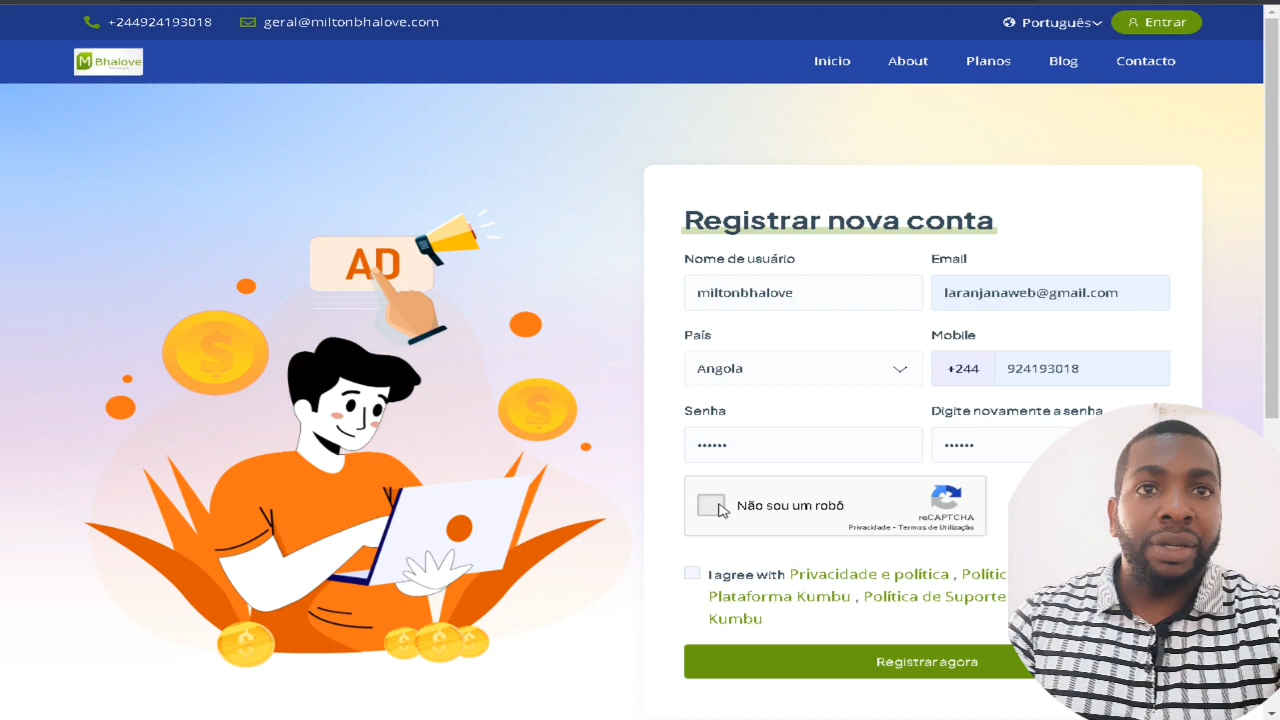 +244924193018
geral@miltonbhalove.com
Português
Entrar
M Bhalove
Inicio
About
Planos
Blog
Contacto
AD
Registrar nova conta
Nome de usuário
Email
miltonbhalove
laranjanaweb@gmail.com
País
Mobile
Angola
+244
924193018
Senha
Digite novamente a senha
••••••
••••••
Não sou um robô
reCAPTCHA
Privacidade - Termos de Utilização
I agree with Privacidade e política , Polític
Plataforma Kumbu , Política de Suporte
Kumbu
Registrar agora